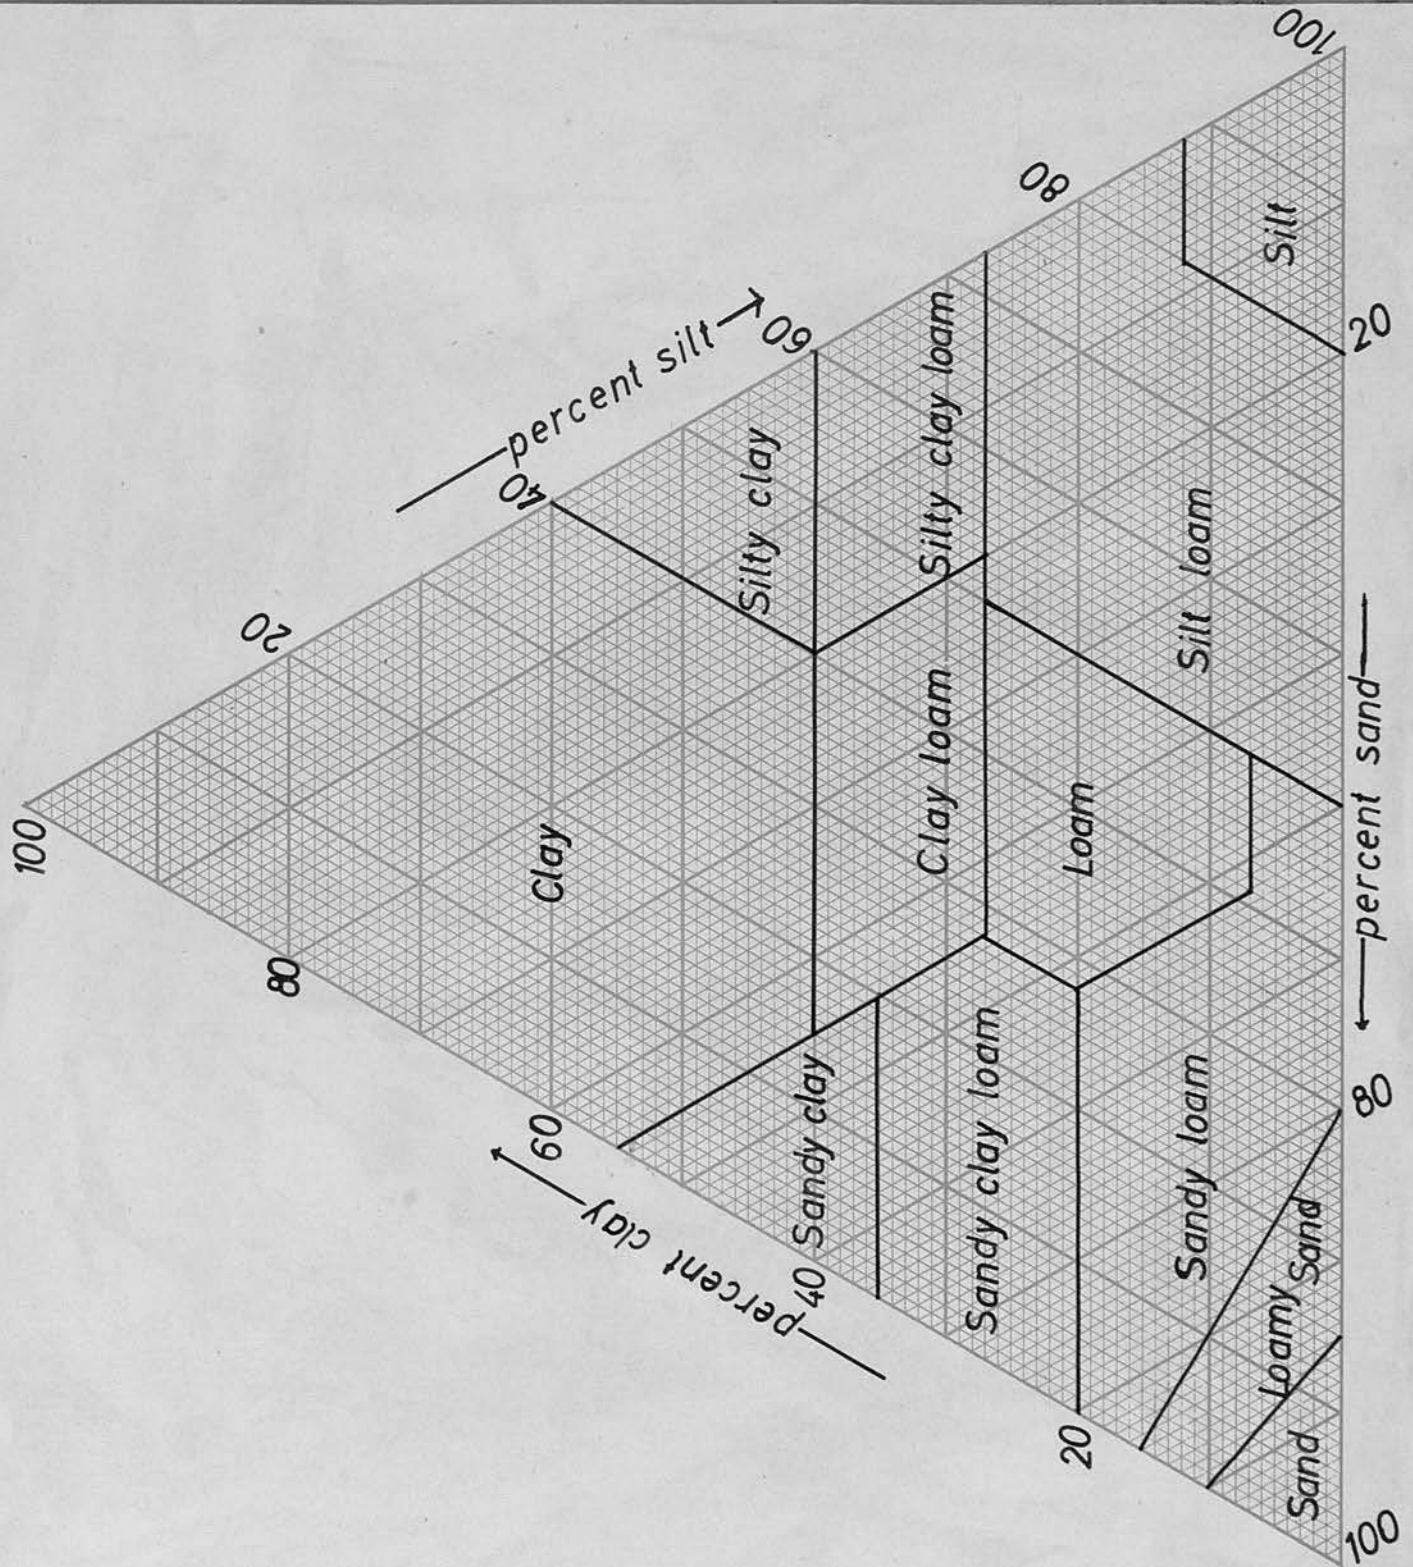 100
80
60
40
20
percent clay
20
40
60
80
100
percent silt
Clay
Silty clay
Sandy clay
Clay loam
Silty clay loam
Sandy clay loam
Loam
Silt loam
Sandy loam
Silt
Loamy
Sand
Sand
100
80
20
percent sand